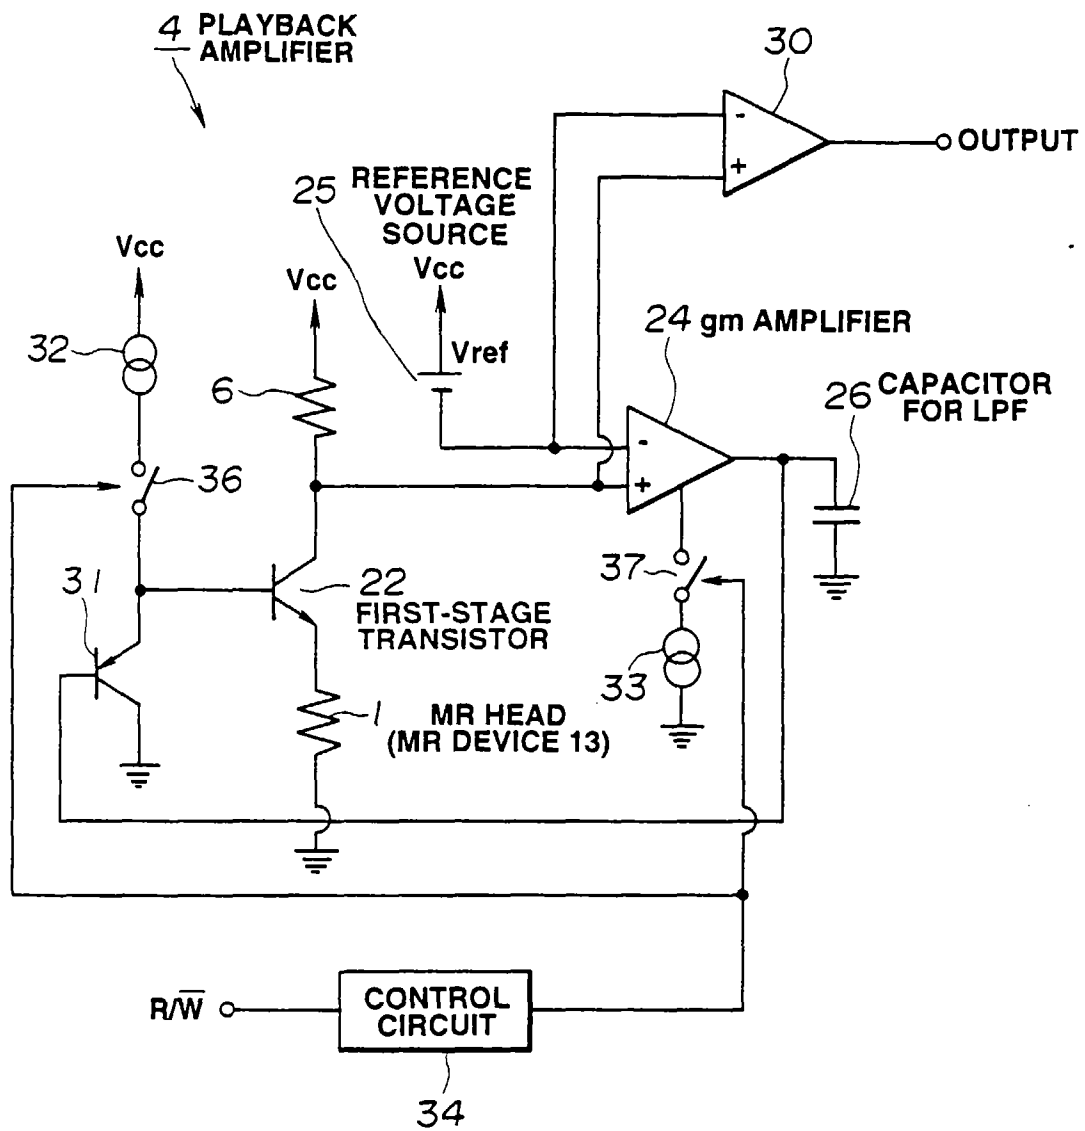 4 PLAYBACK
AMPLIFIER
30
-
+
OUTPUT
25 REFERENCE
VOLTAGE
SOURCE
Vcc
Vcc
Vcc
Vref
24 gm AMPLIFIER
32
6
26 CAPACITOR
FOR LPF
-
+
36
37
31
22
FIRST-STAGE
TRANSISTOR
33
1
MR HEAD
(MR DEVICE 13)
R/W̅
CONTROL
CIRCUIT
34